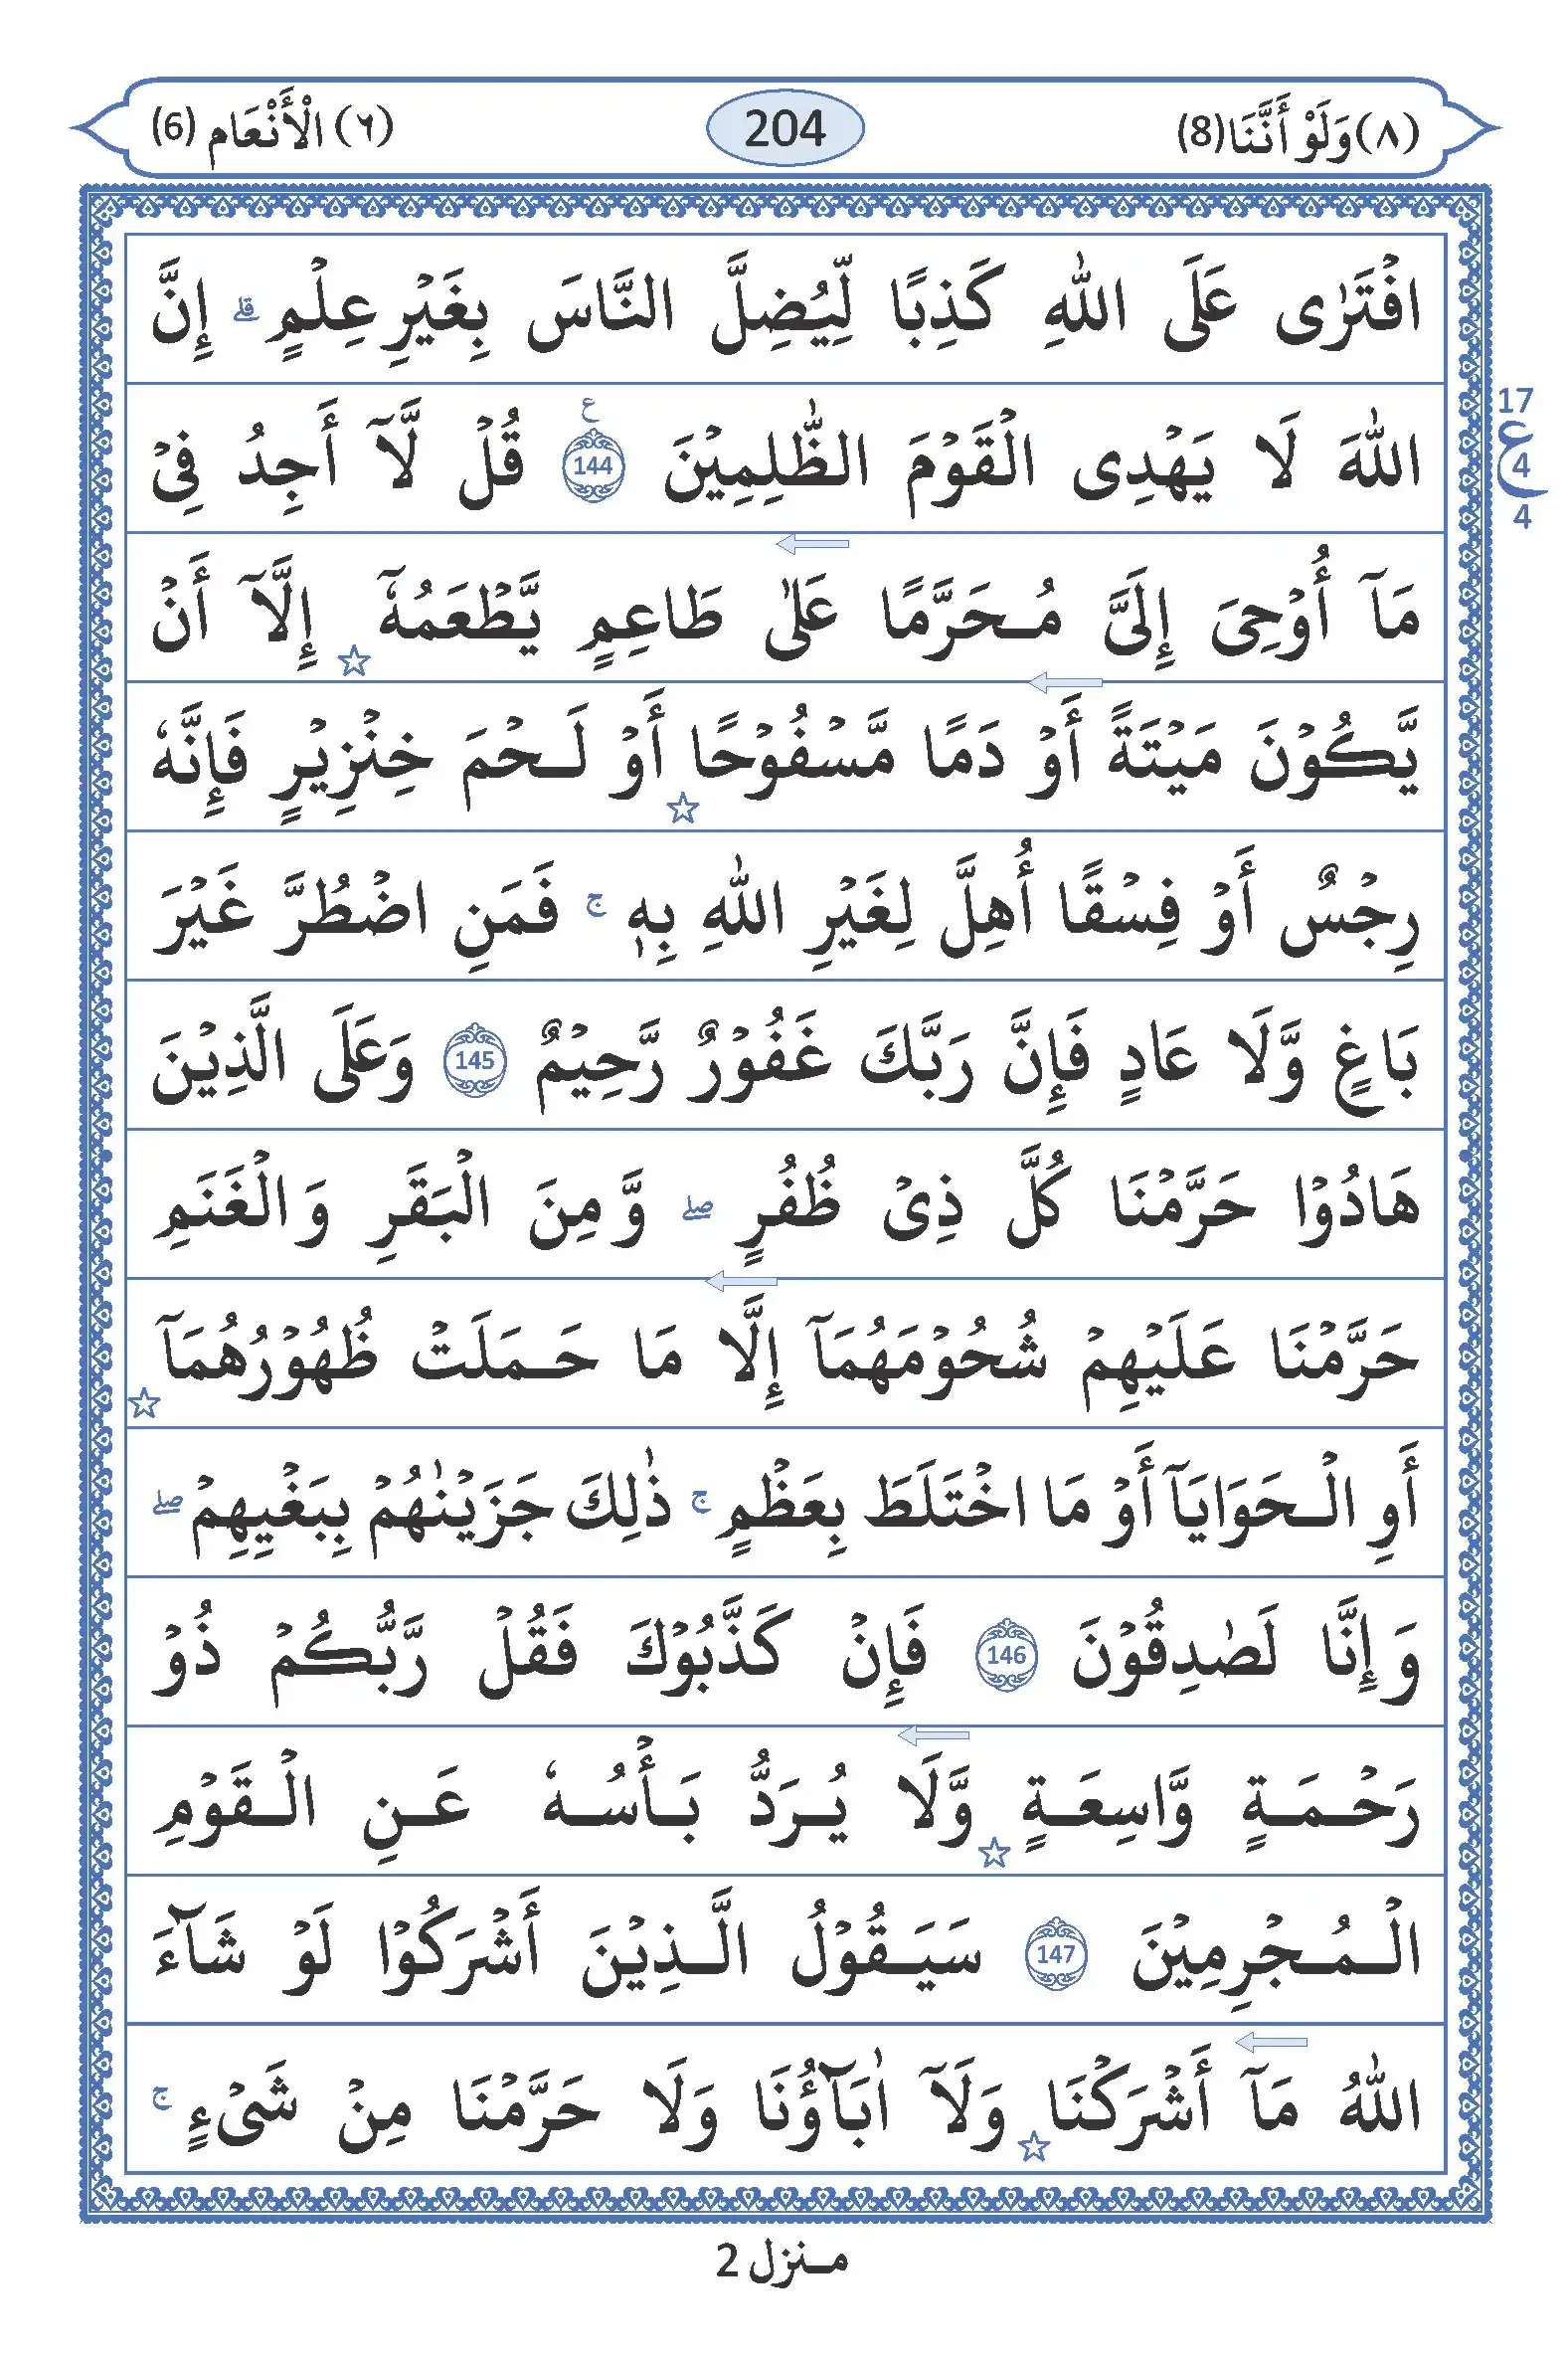 (٨) وَلَوْ أَنَّنَا (8) 204 (٦) الْأَنْعَام (6)
افْتَرٰى عَلَى اللّٰهِ كَذِبًا لِّيُضِلَّ النَّاسَ بِغَيْرِ عِلْمٍ ۗ إِنَّ
اللّٰهَ لَا يَهْدِى الْقَوْمَ الظّٰلِمِيْنَ 144 ع قُلْ لَّآ أَجِدُ فِىْ
17 ع 4 4
مَآ أُوْحِىَ إِلَىَّ مُحَرَّمًا عَلٰى طَاعِمٍ يَّطْعَمُهٗٓ ☆ إِلَّآ أَنْ
يَّكُوْنَ مَيْتَةً أَوْ دَمًا مَّسْفُوْحًا ☆ أَوْ لَحْمَ خِنْزِيْرٍ فَإِنَّهٗ
رِجْسٌ أَوْ فِسْقًا أُهِلَّ لِغَيْرِ اللّٰهِ بِهٖ ۚ فَمَنِ اضْطُرَّ غَيْرَ
بَاغٍ وَّلَا عَادٍ فَإِنَّ رَبَّكَ غَفُوْرٌ رَّحِيْمٌ 145 وَعَلَى الَّذِيْنَ
هَادُوْا حَرَّمْنَا كُلَّ ذِىْ ظُفُرٍ ۖ وَّمِنَ الْبَقَرِ وَالْغَنَمِ
حَرَّمْنَا عَلَيْهِمْ شُحُوْمَهُمَآ إِلَّا مَا حَمَلَتْ ظُهُوْرُهُمَآ ☆
أَوِ الْحَوَايَآ أَوْ مَا اخْتَلَطَ بِعَظْمٍ ۚ ذٰلِكَ جَزَيْنٰهُمْ بِبَغْيِهِمْ ۖ
وَإِنَّا لَصٰدِقُوْنَ 146 فَإِنْ كَذَّبُوْكَ فَقُلْ رَّبُّكُمْ ذُوْ
رَحْمَةٍ وَّاسِعَةٍ ☆ وَّلَا يُرَدُّ بَأْسُهٗ عَنِ الْقَوْمِ
الْمُجْرِمِيْنَ 147 سَيَقُوْلُ الَّذِيْنَ أَشْرَكُوْا لَوْ شَآءَ
اللّٰهُ مَآ أَشْرَكْنَا ☆ وَلَآ اٰبَآؤُنَا وَلَا حَرَّمْنَا مِنْ شَىْءٍ ۚ
منزل 2